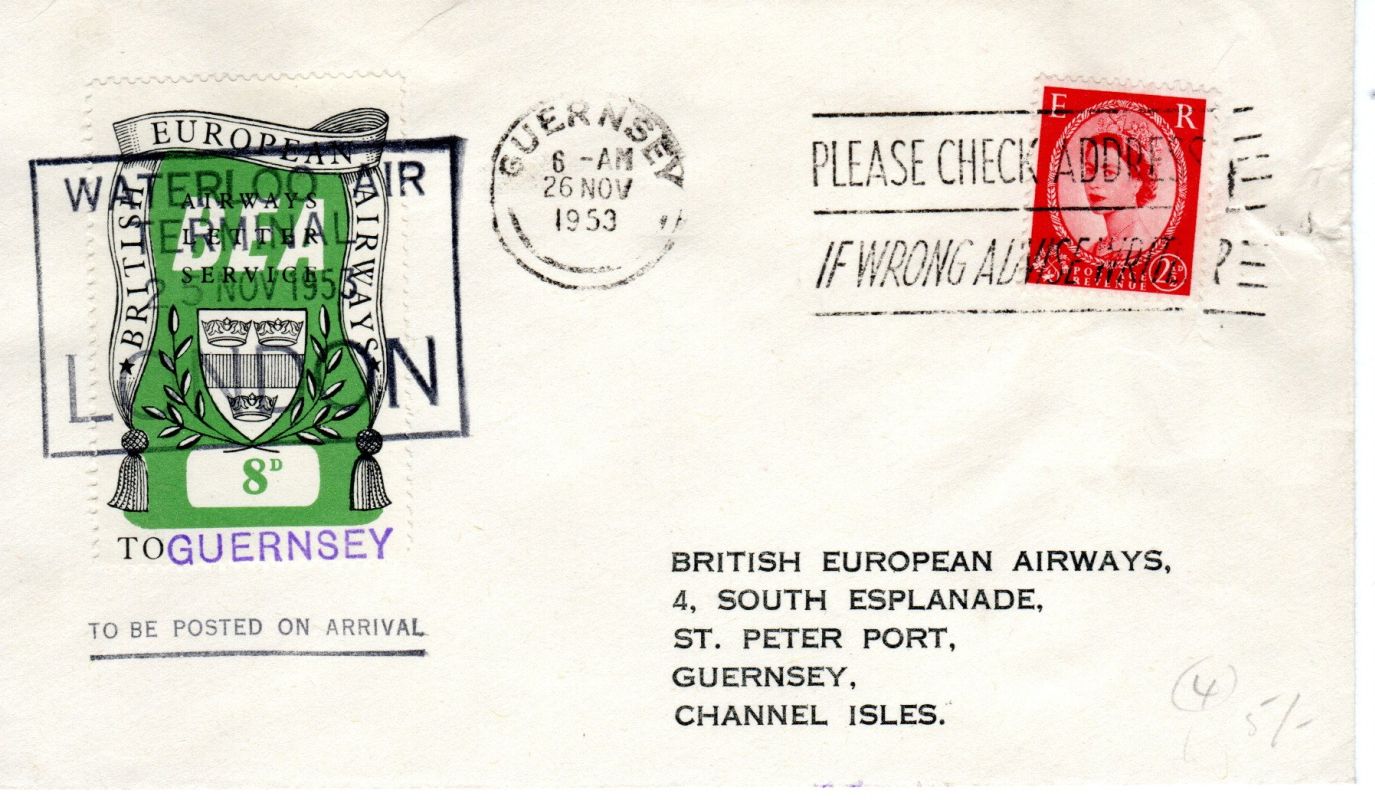 EUROPEAN
BRITISH
AIRWAYS
BEA
AIRWAYS
LETTER
SERVICE
8D
TO GUERNSEY
WATERLOO AIR
TERMINAL
25 NOV 1953
LONDON
TO BE POSTED ON ARRIVAL
GUERNSEY
6 - AM
26 NOV
1953
PLEASE CHECK ADDRESS
IF WRONG ADVISE WRITER
E R
POSTAGE
REVENUE
2½D
BRITISH EUROPEAN AIRWAYS,
4, SOUTH ESPLANADE,
ST. PETER PORT,
GUERNSEY,
CHANNEL ISLES.
(4)
5/-